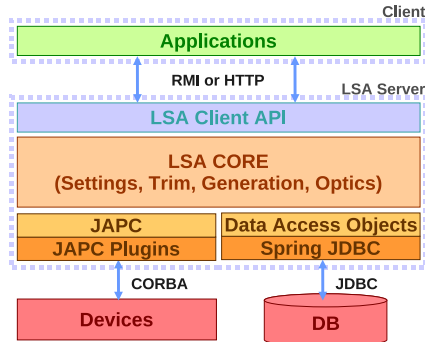 Client
Applications
RMI or HTTP
LSA Server
LSA Client API
LSA CORE
(Settings, Trim, Generation, Optics)
JAPC
Data Access Objects
JAPC Plugins
Spring JDBC
CORBA
JDBC
Devices
DB